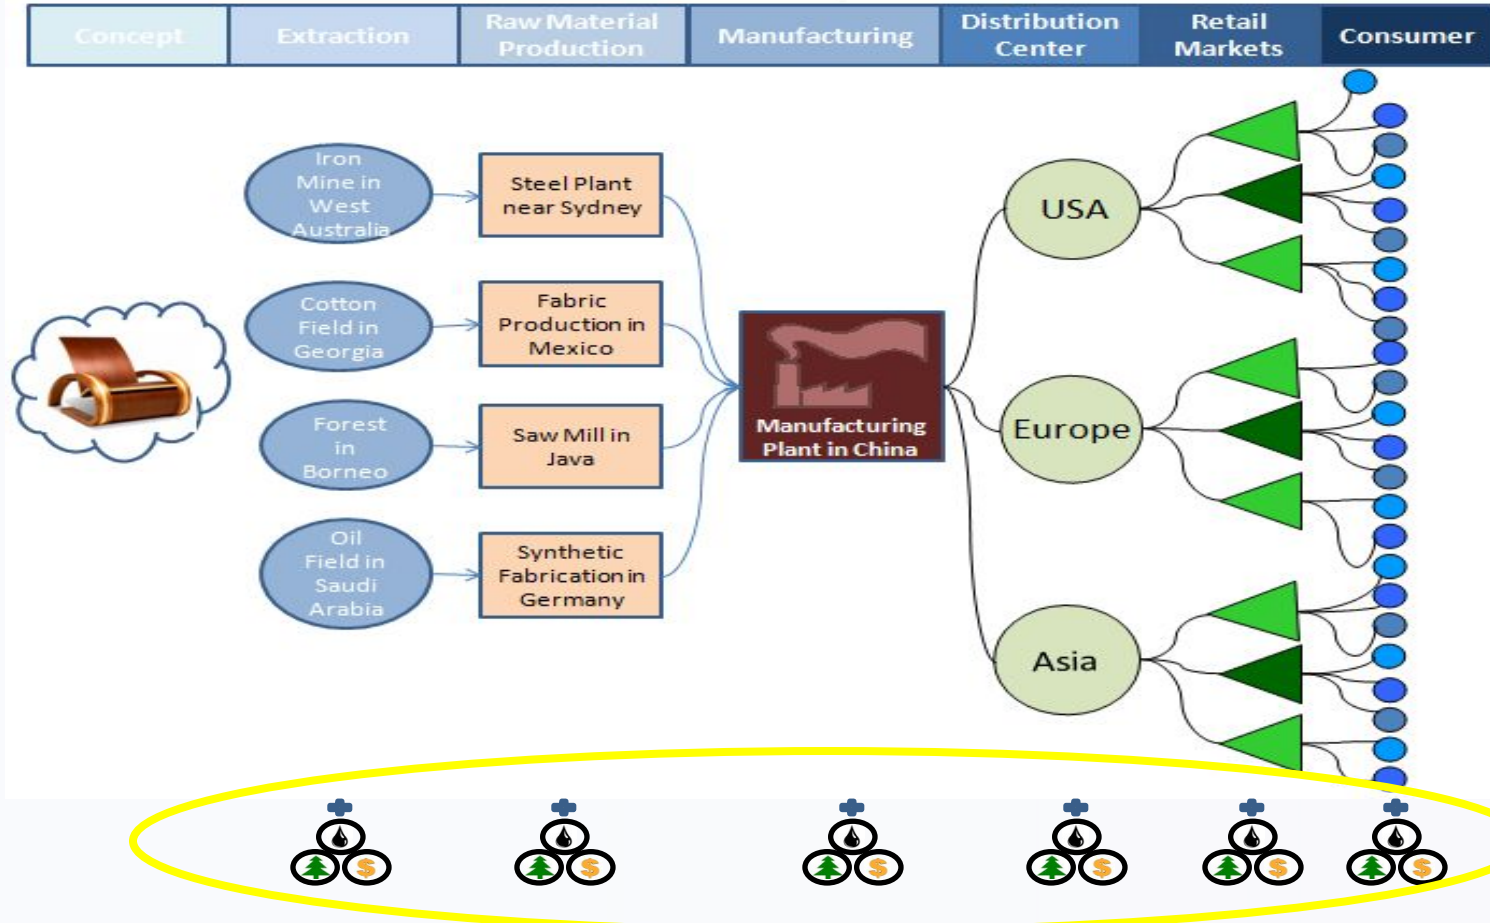 Concept
Extraction
Raw Material
Production
Manufacturing
Distribution
Center
Retail
Markets
Consumer
Iron
Mine in
West
Australia
Steel Plant
near Sydney
Cotton
Field in
Georgia
Fabric
Production in
Mexico
Forest
in
Borneo
Saw Mill in
Java
Oil
Field in
Saudi
Arabia
Synthetic
Fabrication in
Germany
Manufacturing
Plant in China
USA
Europe
Asia
$
$
$
$
$
$